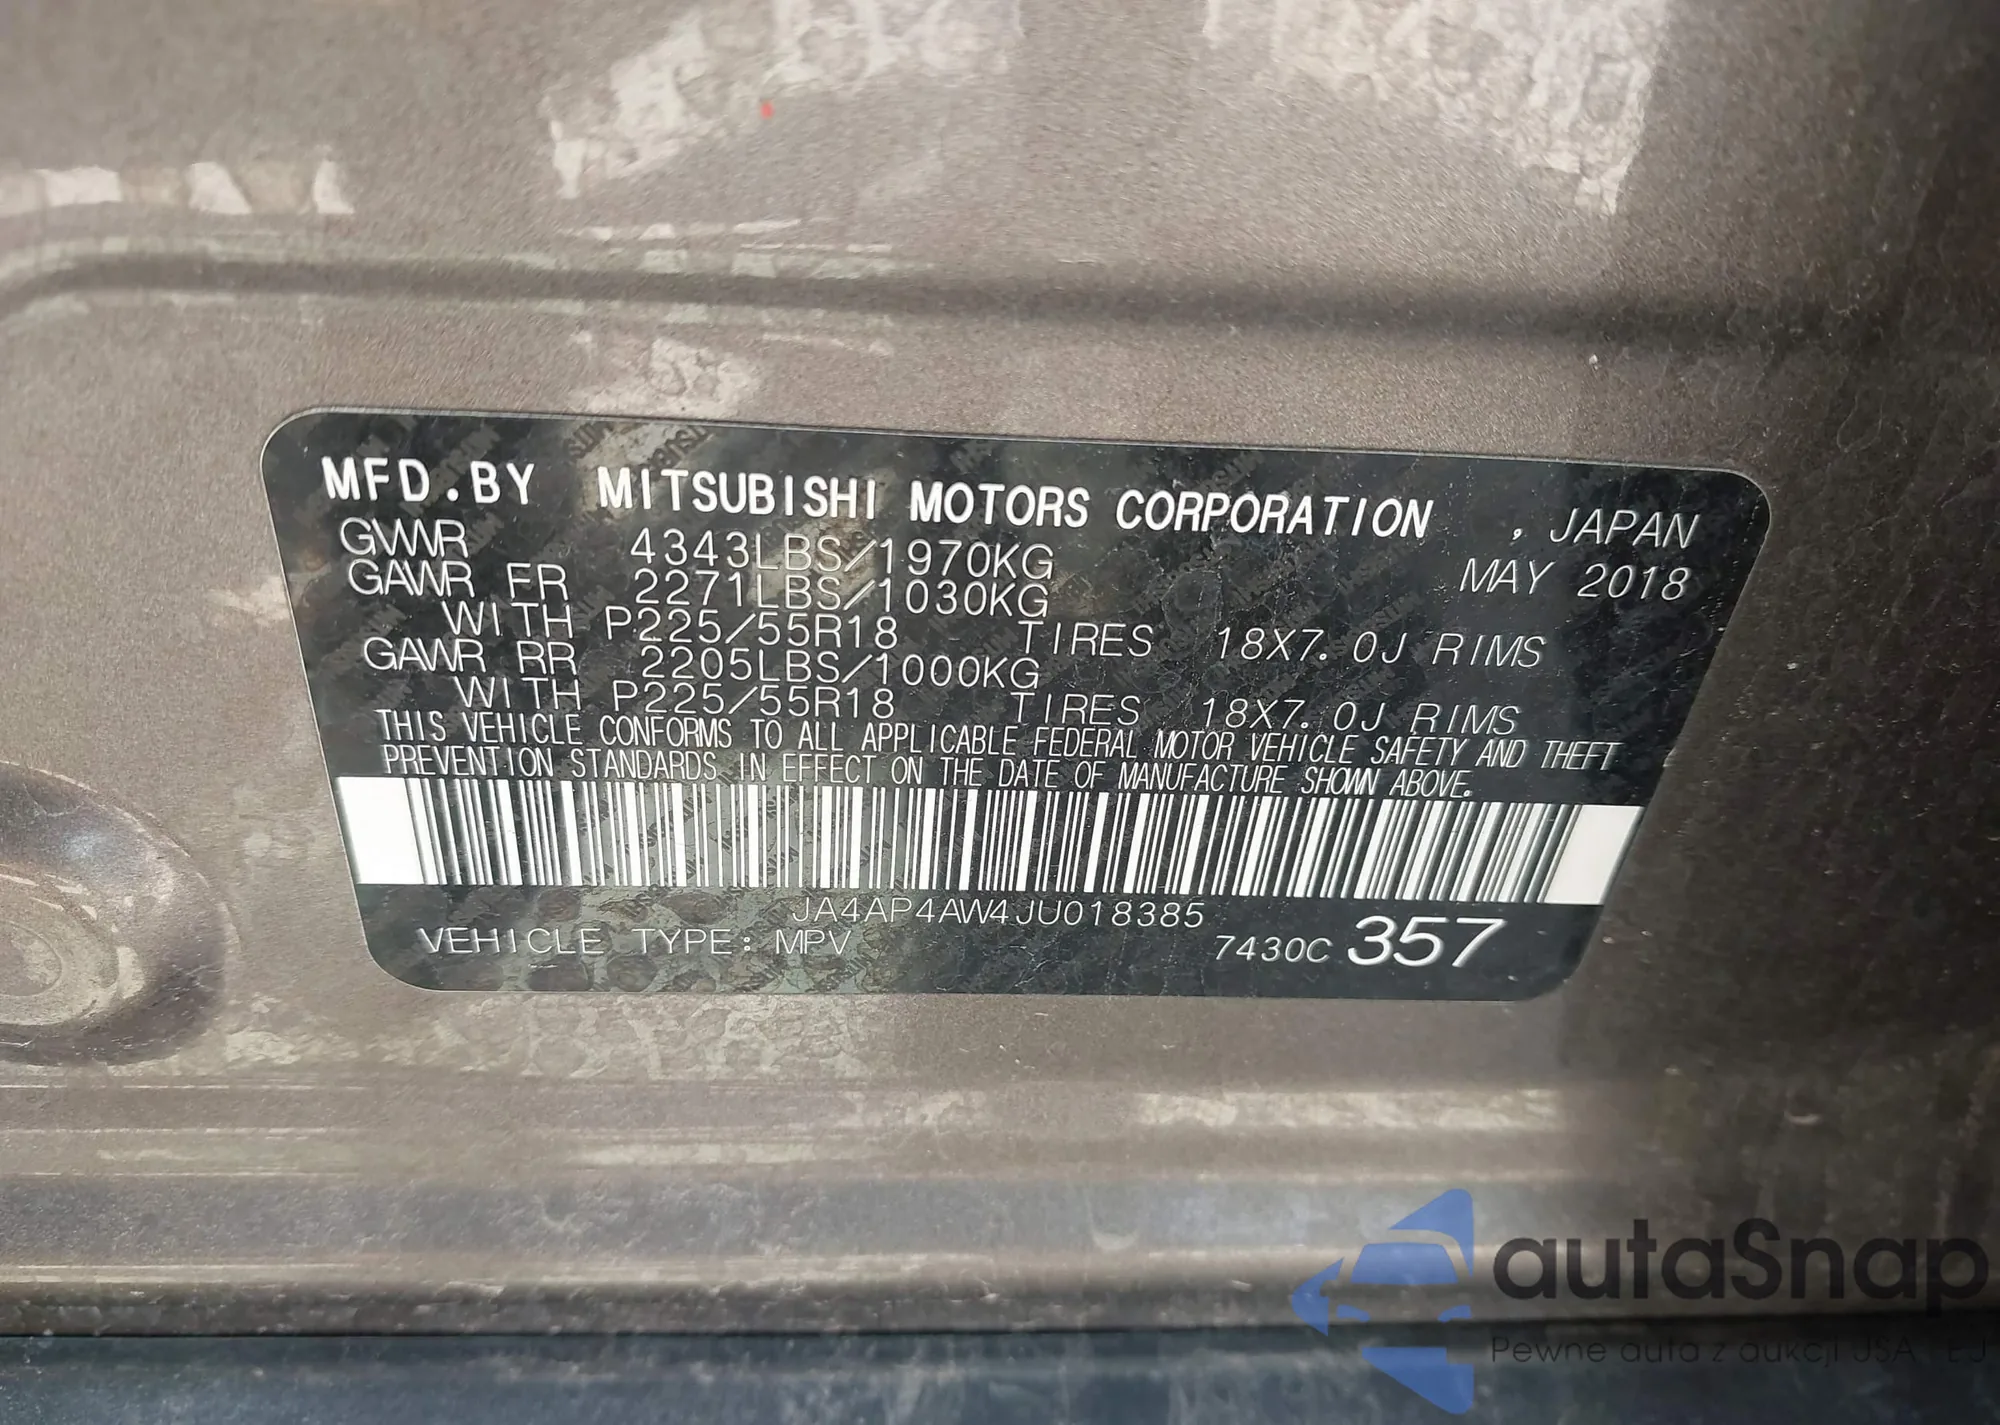 MFD.BY MITSUBISHI MOTORS CORPORATION , JAPAN
GVWR 4343LBS/1970KG MAY 2018
GAWR FR 2271LBS/1030KG
WITH P225/55R18 TIRES 18X7.0J RIMS
GAWR RR 2205LBS/1000KG
WITH P225/55R18 TIRES 18X7.0J RIMS
THIS VEHICLE CONFORMS TO ALL APPLICABLE FEDERAL MOTOR VEHICLE SAFETY AND THEFT
PREVENTION STANDARDS IN EFFECT ON THE DATE OF MANUFACTURE SHOWN ABOVE.
JA4AP4AW4JU018385
VEHICLE TYPE: MPV 7430C 357
autaSnap
Pewne auta z aukcji